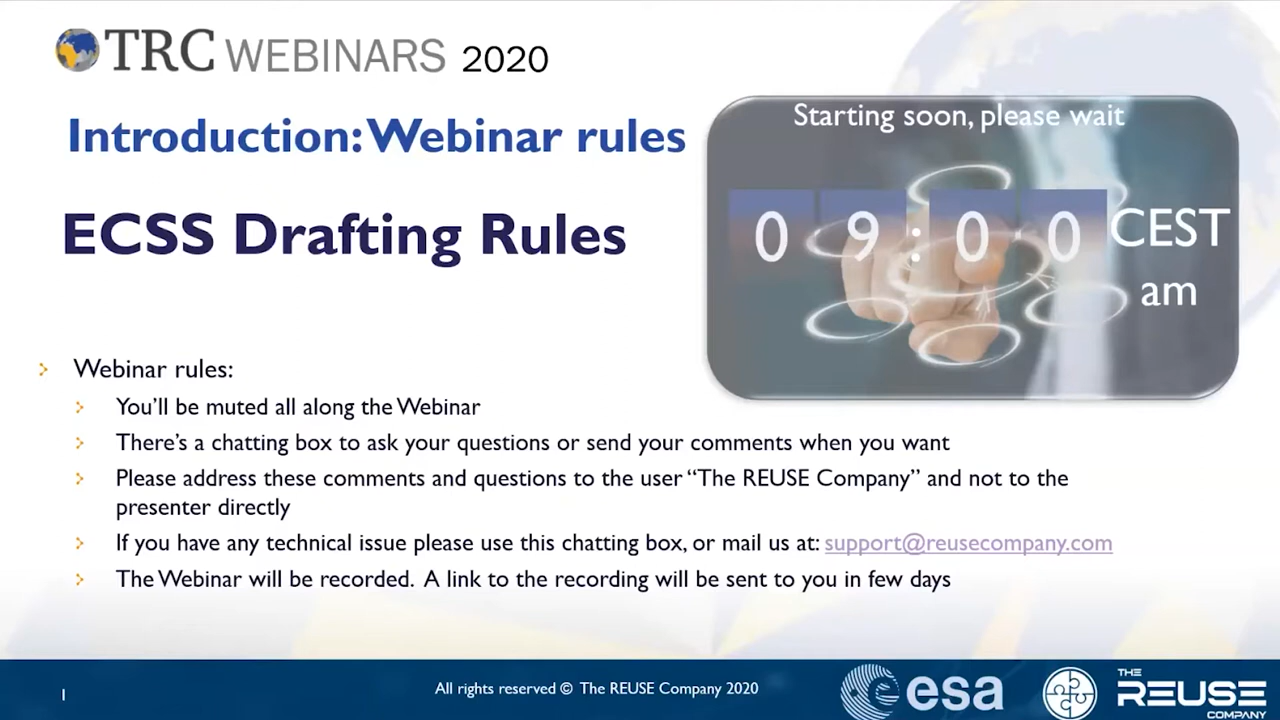 TRC WEBINARS 2020
Introduction: Webinar rules
ECSS Drafting Rules
Starting soon, please wait
09:00 CEST
am
Webinar rules:
You'll be muted all along the Webinar
There's a chatting box to ask your questions or send your comments when you want
Please address these comments and questions to the user “The REUSE Company” and not to the
presenter directly
If you have any technical issue please use this chatting box, or mail us at: support@reusecompany.com
The Webinar will be recorded. A link to the recording will be sent to you in few days
1
All rights reserved © The REUSE Company 2020
esa
THE
REUSE
COMPANY